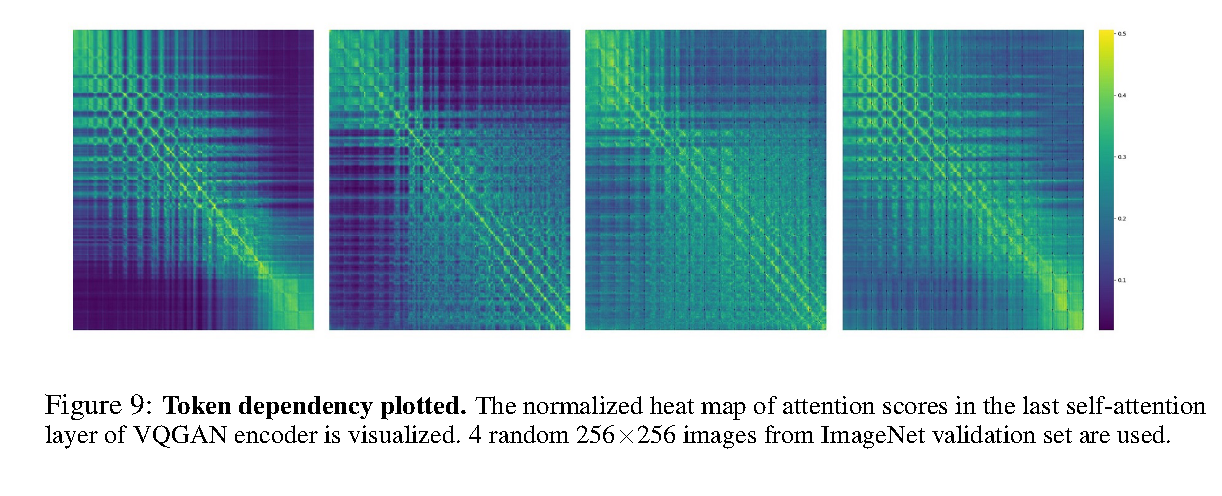 0.5
0.4
0.3
0.2
0.1
Figure 9: Token dependency plotted. The normalized heat map of attention scores in the last self-attention
layer of VQGAN encoder is visualized. 4 random 256×256 images from ImageNet validation set are used.